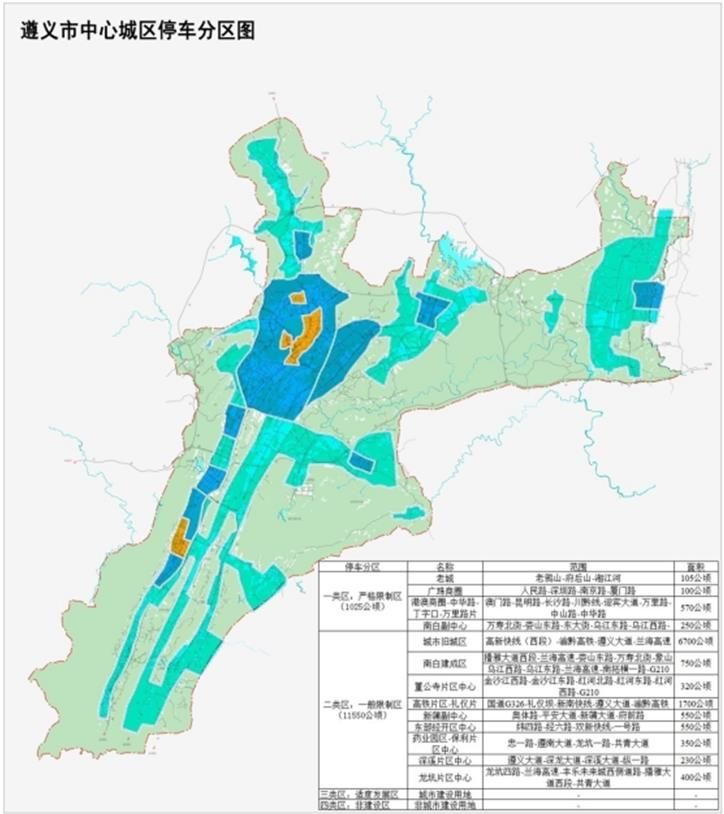 遵义市中心城区停车分区图
停车分区 名称 范围 面积
一类区：严格限制区（1025公顷） 老城 老鸦山-府后山-湘江河 105公顷
广珠商圈 人民路-深圳路-南京路-厦门路 100公顷
港澳商圈-中华路-丁字口-万里路片 澳门路-昆明路-长沙路-川黔线-迎宾大道-万里路-中山路-中华路 570公顷
南白副中心 万寿北街-娄山东路-东大街-乌江东路-乌江西路- 250公顷
二类区：一般限制区（11550公顷） 城市旧城区 高新快线（西段）-渝黔高铁-遵义大道-兰海高速 6700公顷
南白建成区 播雅大道西段-兰海高速-娄山东路-万寿北街-象山 乌江西路-乌江东路-兰海高速-南环横一路-G210 750公顷
董公寺片区中心 金沙江西路-金沙江东路-红河北路-红河东路-红河西路-G210 320公顷
高铁片区-礼仪片 国道G326-礼仪坝-新南快线-遵义大道-渝黔高铁 1700公顷
新蒲副中心 奥体路-平安大道-新蒲大道-府前路 550公顷
东部经开区中心 纬四路-经六路-双新快线-一号路 550公顷
药业园区-保利片区中心 忠一路-遵南大道-龙坑一路-共青大道 350公顷
深溪片区中心 遵义大道-深龙大道-深溪大道-纵一路 230公顷
龙坑片区中心 龙坑四路-兰海高速-丰乐未来城西侧道路-播雅大道西段-共青大道 400公顷
三类区：适度发展区 城市建设用地 - -
四类区：非建设区 非城市建设用地 - -